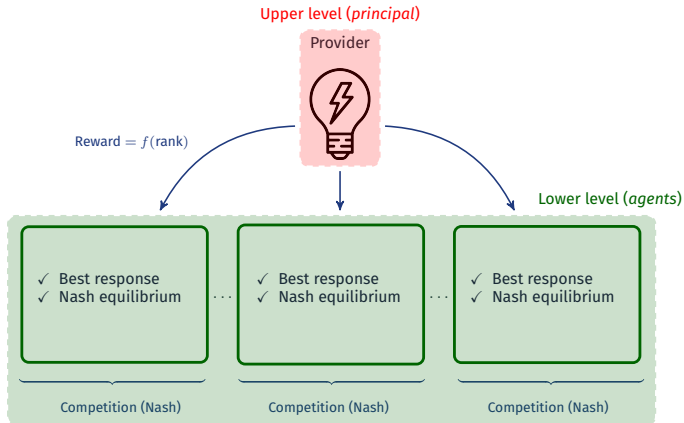 Upper level (principal)
Provider
Reward = f(rank)
Lower level (agents)
✓ Best response
✓ Nash equilibrium
...
✓ Best response
✓ Nash equilibrium
...
✓ Best response
✓ Nash equilibrium
Competition (Nash)
Competition (Nash)
Competition (Nash)